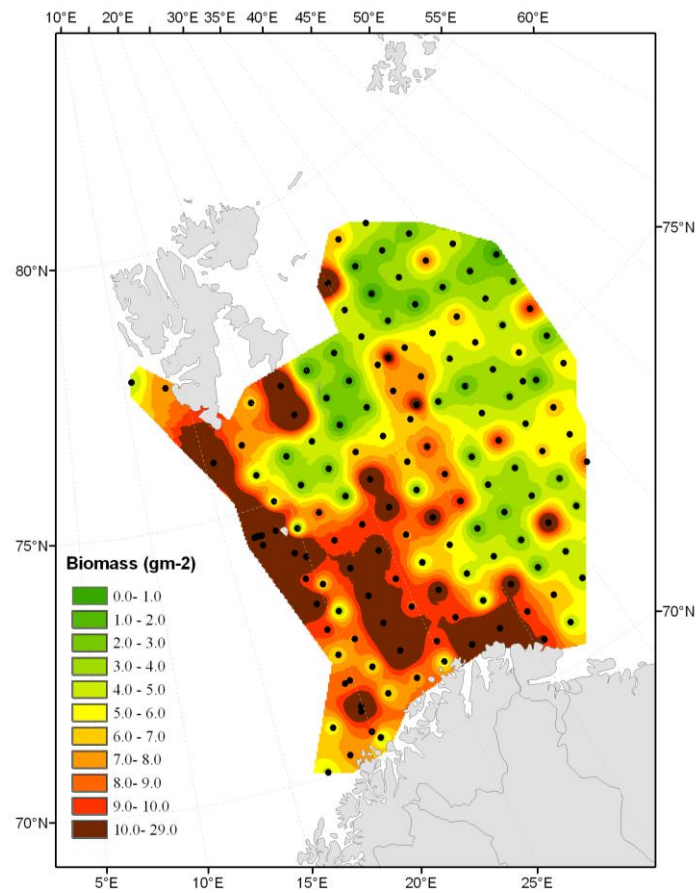 10°E 20°E 30°E 35°E 40°E 45°E 50°E 55°E 60°E
75°N
80°N
75°N
Biomass (gm-2)
0.0- 1.0
1.0 - 2.0
2.0 - 3.0
3.0 - 4.0
4.0 - 5.0
5.0 - 6.0
6.0 - 7.0
7.0- 8.0
8.0- 9.0
9.0- 10.0
10.0- 29.0
70°N
70°N
5°E 10°E 15°E 20°E 25°E